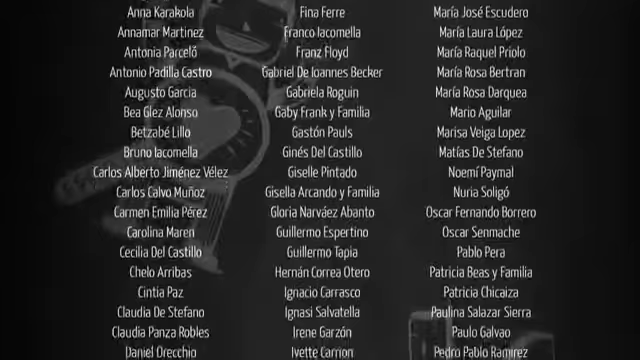 Anna Karakola
Annamar Martinez
Antonia Parceló
Antonio Padilla Castro
Augusto Garcia
Bea Glez Alonso
Betzabé Lillo
Bruno Iacomella
Carlos Alberto Jiménez Vélez
Carlos Calvo Muñoz
Carmen Emilia Pérez
Carolina Maren
Cecilia Del Castillo
Chelo Arribas
Cintia Paz
Claudia De Stefano
Claudia Panza Robles
Daniel Orecchio
Fina Ferre
Franco Iacomella
Franz Floyd
Gabriel De Ioannes Becker
Gabriela Roguin
Gaby Frank y Familia
Gastón Pauls
Ginés Del Castillo
Giselle Pintado
Gisella Arcando y Familia
Gloria Narváez Abanto
Guillermo Espertino
Guillermo Tapia
Hernán Correa Otero
Ignacio Carrasco
Ignasi Salvatella
Irene Garzón
Ivette Carrion
María José Escudero
María Laura López
María Raquel Priolo
María Rosa Bertran
María Rosa Darquea
Mario Aguilar
Marisa Veiga Lopez
Matías De Stefano
Noemí Paymal
Nuria Soligó
Oscar Fernando Borrero
Oscar Senmache
Pablo Pera
Patricia Beas y Familia
Patricia Chicaiza
Paulina Salazar Sierra
Paulo Galvao
Pedro Pablo Ramirez